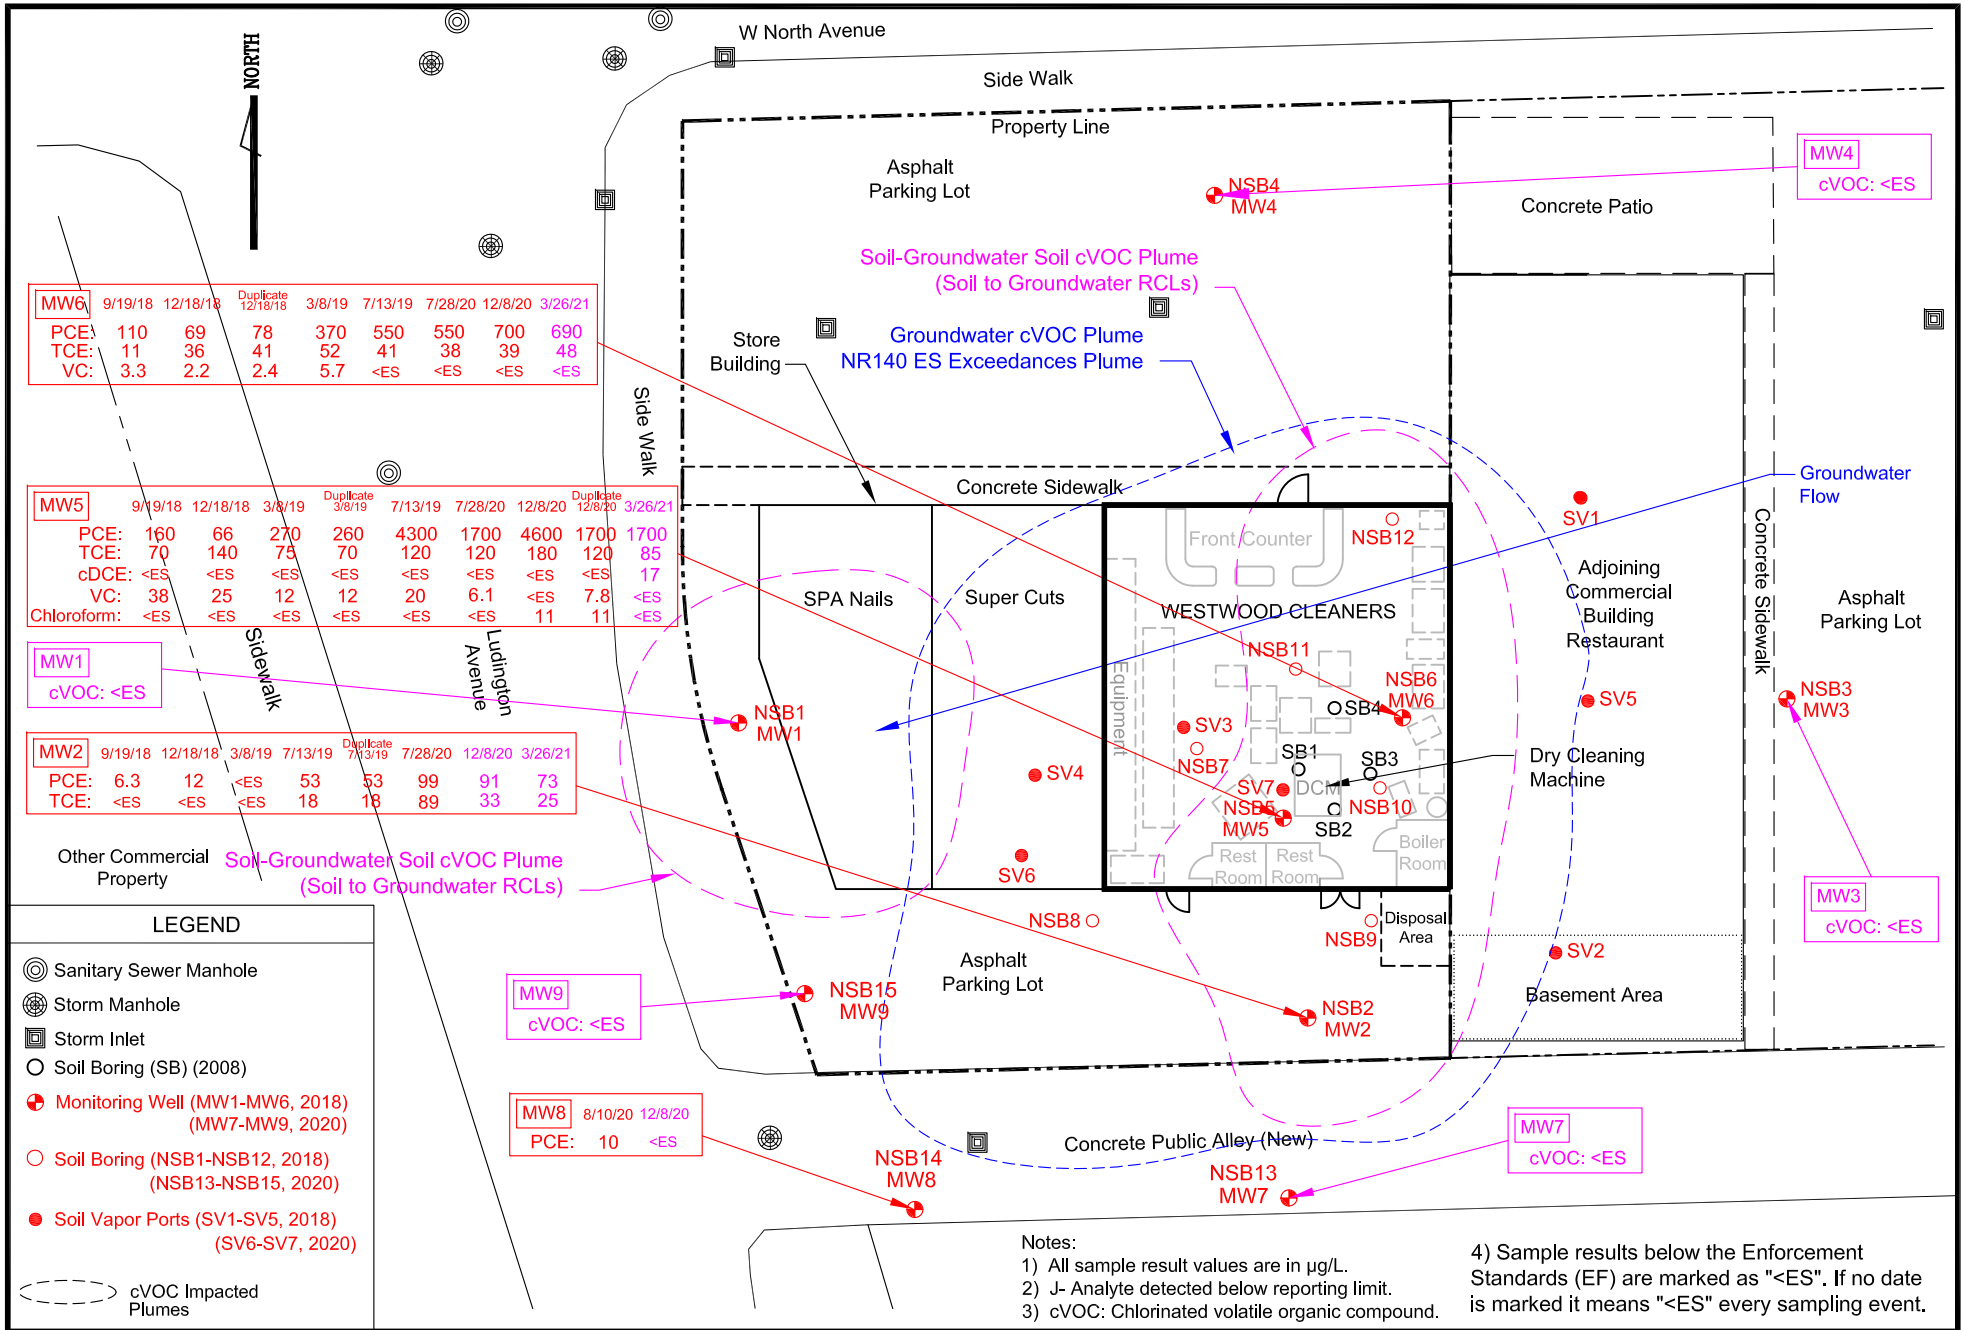 W North Avenue
NORTH
Side Walk
Property Line
Asphalt
Parking Lot
NSB4
MW4
MW4
cVOC: <ES
Concrete Patio
Soil-Groundwater Soil cVOC Plume
(Soil to Groundwater RCLs)
Groundwater cVOC Plume
NR140 ES Exceedances Plume
Store
Building
Side Walk
MW6 9/19/18 12/18/18 Duplicate 12/18/18 3/8/19 7/13/19 7/28/20 12/8/20 3/26/21
PCE: 110 69 78 370 550 550 700 690
TCE: 11 36 41 52 41 38 39 48
VC: 3.3 2.2 2.4 5.7 <ES <ES <ES <ES
MW5 9/19/18 12/18/18 3/8/19 Duplicate 3/8/19 7/13/19 7/28/20 12/8/20 Duplicate 12/8/20 3/26/21
PCE: 160 66 270 260 4300 1700 4600 1700 1700
TCE: 70 140 75 70 120 120 180 120 85
cDCE: <ES <ES <ES <ES <ES <ES <ES <ES 17
VC: 38 25 12 12 20 6.1 <ES 7.8 <ES
Chloroform: <ES <ES <ES <ES <ES <ES 11 11 <ES
Concrete Sidewalk
Groundwater
Flow
SV1
Front Counter
NSB12
Adjoining
Commercial
Building
Restaurant
Concrete Sidewalk
Asphalt
Parking Lot
SPA Nails
Super Cuts
WESTWOOD CLEANERS
Equipment
NSB11
NSB6
MW6
SB4
SV5
NSB3
MW3
MW1
cVOC: <ES
Sidewalk
Ludington
Avenue
NSB1
MW1
SV3
NSB7
SB1
SB3
Dry Cleaning
Machine
SV4
SV7
DCM
NSB10
NSB5
MW5
SB2
MW2 9/19/18 12/18/18 3/8/19 7/13/19 Duplicate 7/13/19 7/28/20 12/8/20 3/26/21
PCE: 6.3 12 <ES 53 53 99 91 73
TCE: <ES <ES <ES 18 18 89 33 25
Other Commercial
Property
Soil-Groundwater Soil cVOC Plume
(Soil to Groundwater RCLs)
SV6
Rest
Room
Rest
Room
Boiler
Room
MW3
cVOC: <ES
NSB8
NSB9
Disposal
Area
SV2
Basement Area
Asphalt
Parking Lot
NSB2
MW2
MW9
cVOC: <ES
NSB15
MW9
LEGEND
Sanitary Sewer Manhole
Storm Manhole
Storm Inlet
Soil Boring (SB) (2008)
Monitoring Well (MW1-MW6, 2018)
(MW7-MW9, 2020)
Soil Boring (NSB1-NSB12, 2018)
(NSB13-NSB15, 2020)
Soil Vapor Ports (SV1-SV5, 2018)
(SV6-SV7, 2020)
cVOC Impacted
Plumes
MW8 8/10/20 12/8/20
PCE: 10 <ES
Concrete Public Alley (New)
MW7
cVOC: <ES
NSB14
MW8
NSB13
MW7
Notes:
1) All sample result values are in µg/L.
2) J- Analyte detected below reporting limit.
3) cVOC: Chlorinated volatile organic compound.
4) Sample results below the Enforcement
Standards (EF) are marked as "<ES". If no date
is marked it means "<ES" every sampling event.